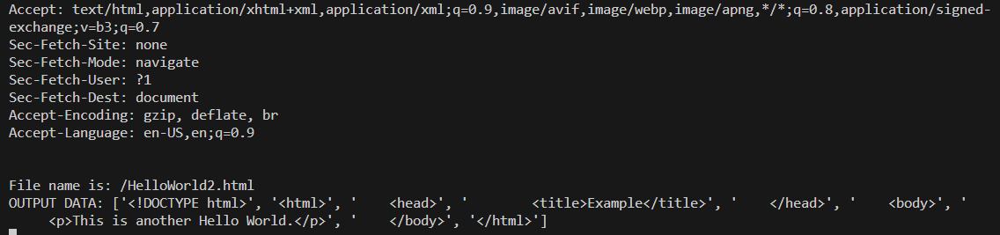 Accept: text/html,application/xhtml+xml,application/xml;q=0.9,image/avif,image/webp,image/apng,*/*;q=0.8,application/signed-
exchange;v=b3;q=0.7
Sec-Fetch-Site: none
Sec-Fetch-Mode: navigate
Sec-Fetch-User: ?1
Sec-Fetch-Dest: document
Accept-Encoding: gzip, deflate, br
Accept-Language: en-US,en;q=0.9
File name is: /HelloWorld2.html
OUTPUT DATA: ['<!DOCTYPE html>', '<html>', '    <head>', '        <title>Example</title>', '    </head>', '    <body>', '
    <p>This is another Hello World.</p>', '    </body>', '</html>']